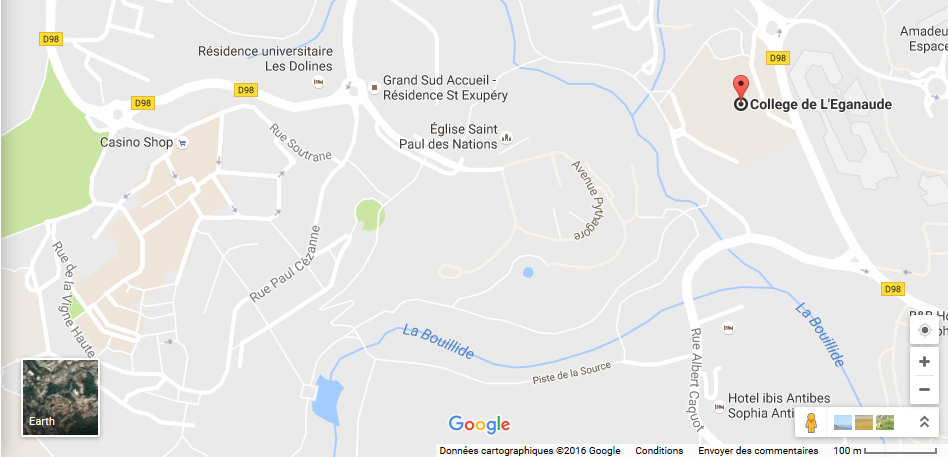 D98
Résidence universitaire
Les Dolines
Amadeu
Espace
D98
D98
D98
Grand Sud Accueil -
Résidence St Exupéry
College de L'Eganaude
Église Saint
Paul des Nations
Casino Shop
Rue Soutrane
Avenue Pythagore
Rue Paul Cézanne
Rue de la Vigne Haute
D98
La Bouillide
La Bouillide
Rue Albert Caquot
Piste de la Source
Hotel ibis Antibes
Sophia Anti
Earth
Google
Données cartographiques ©2016 Google Conditions Envoyer des commentaires 100 m